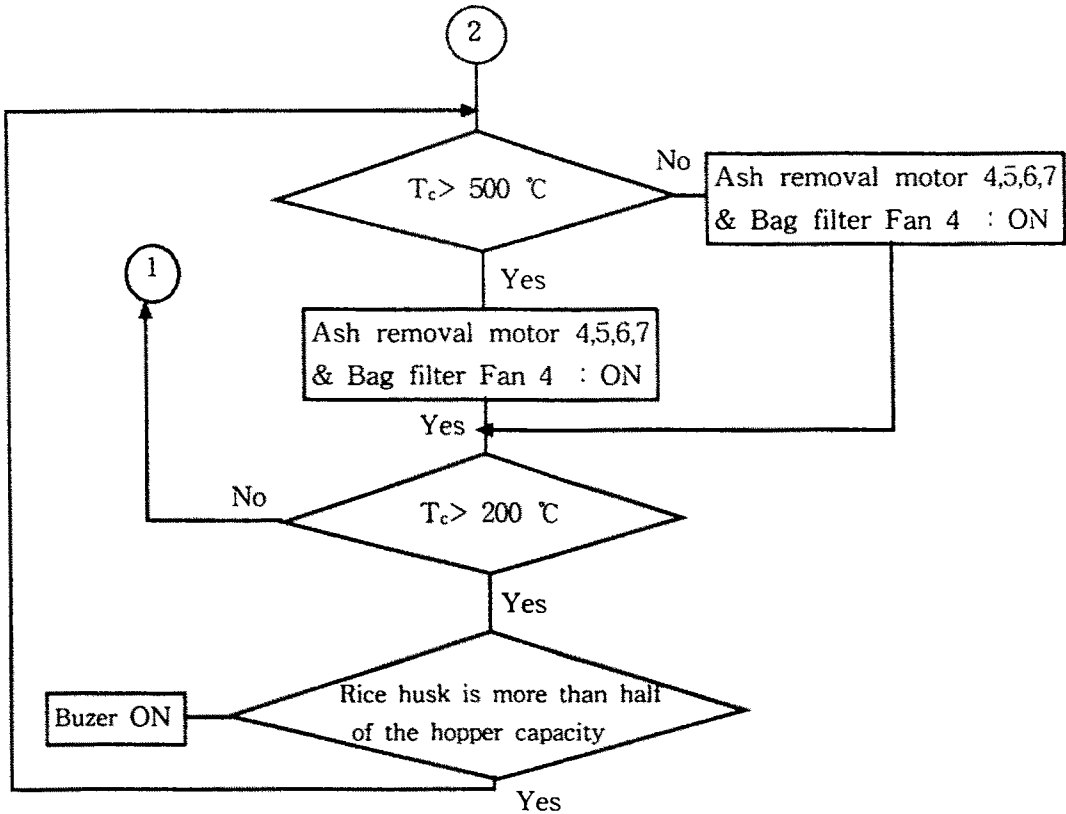 2
T_c> 500 ℃
No
Ash removal motor 4,5,6,7
& Bag filter Fan 4 : ON
1
Yes
Ash removal motor 4,5,6,7
& Bag filter Fan 4 : ON
Yes
No
T_c> 200 ℃
Yes
Rice husk is more than half
of the hopper capacity
Buzer ON
Yes